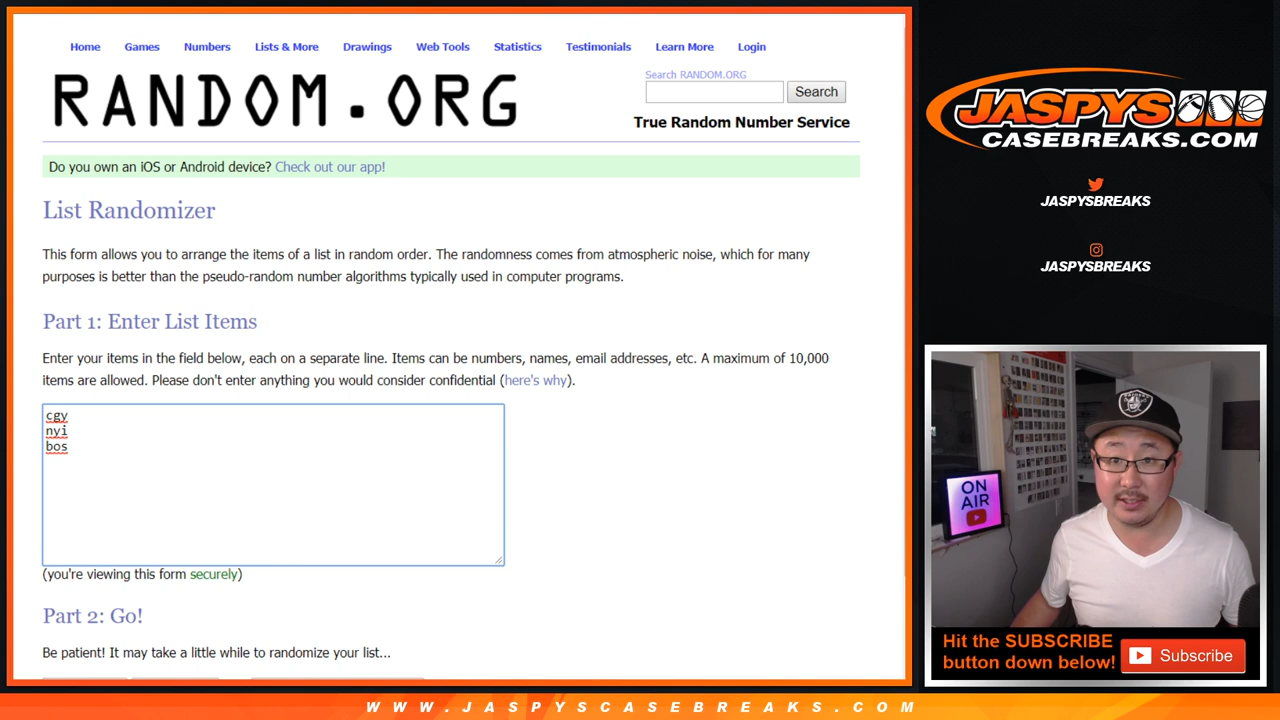 Home Games Numbers Lists & More Drawings Web Tools Statistics Testimonials Learn More Login
RANDOM.ORG
Search RANDOM.ORG
Search
True Random Number Service
Do you own an iOS or Android device? Check out our app!
List Randomizer
This form allows you to arrange the items of a list in random order. The randomness comes from atmospheric noise, which for many
purposes is better than the pseudo-random number algorithms typically used in computer programs.
Part 1: Enter List Items
Enter your items in the field below, each on a separate line. Items can be numbers, names, email addresses, etc. A maximum of 10,000
items are allowed. Please don't enter anything you would consider confidential (here's why).
cgy
nyi
bos
(you're viewing this form securely)
Part 2: Go!
Be patient! It may take a little while to randomize your list...
JASPYS
CASEBREAKS.COM
JASPYSBREAKS
JASPYSBREAKS
ON
AIR
RAIDERS
Hit the SUBSCRIBE
button down below!
Subscribe
WWW.JASPYSCASEBREAKS.COM